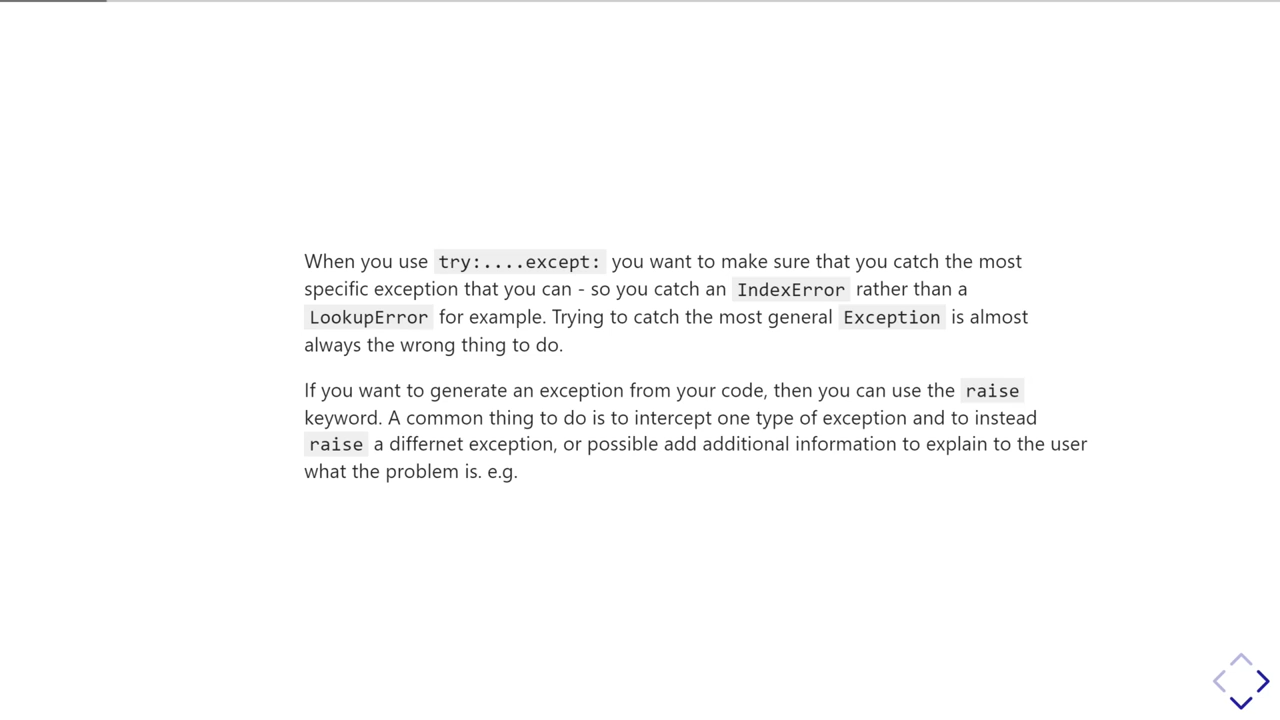 When you use try:....except: you want to make sure that you catch the most
specific exception that you can - so you catch an IndexError rather than a
LookupError for example. Trying to catch the most general Exception is almost
always the wrong thing to do.
If you want to generate an exception from your code, then you can use the raise
keyword. A common thing to do is to intercept one type of exception and to instead
raise a differnet exception, or possible add additional information to explain to the user
what the problem is. e.g.